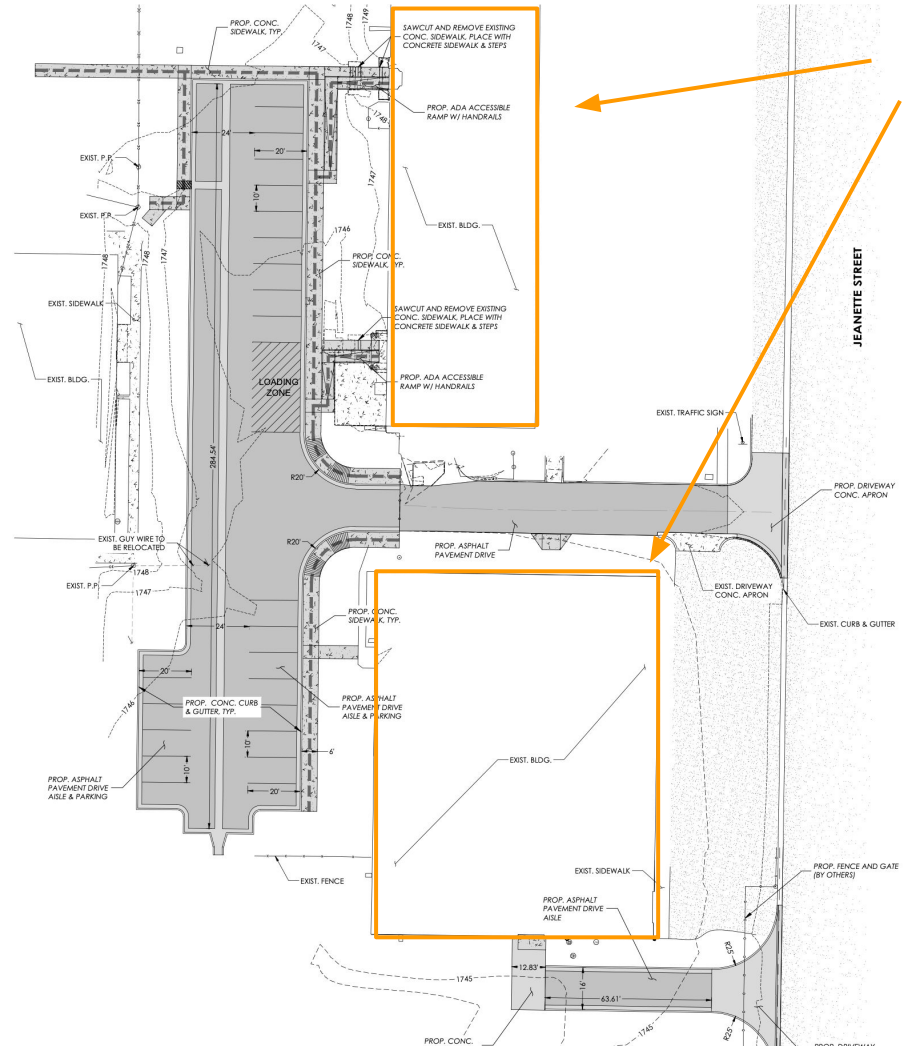 PROP. CONC.
SIDEWALK, TYP.
1747
1748
1749
SAWCUT AND REMOVE EXISTING
CONC. SIDEWALK, PLACE WITH
CONCRETE SIDEWALK & STEPS
PROP. ADA ACCESSIBLE
RAMP W/ HANDRAILS
1748
24'
20'
EXIST. P.P.
10'
1747
EXIST. P.P.
1746
EXIST. BLDG.
1748
1748
1747
PROP. CONC.
SIDEWALK, TYP.
JEANETTE STREET
EXIST. SIDEWALK
SAWCUT AND REMOVE EXISTING
CONC. SIDEWALK, PLACE WITH
CONCRETE SIDEWALK & STEPS
EXIST. BLDG.
LOADING
ZONE
PROP. ADA ACCESSIBLE
RAMP W/ HANDRAILS
EXIST. TRAFFIC SIGN
284.54'
R20'
PROP. DRIVEWAY
CONC. APRON
EXIST. GUY WIRE TO
BE RELOCATED
R20'
PROP. ASPHALT
PAVEMENT DRIVE
1748
EXIST. P.P.
1747
EXIST. DRIVEWAY
CONC. APRON
PROP. CONC.
SIDEWALK, TYP.
EXIST. CURB & GUTTER
24'
20'
1746
PROP. CONC. CURB
& GUTTER, TYP.
PROP. ASPHALT
PAVEMENT DRIVE
AISLE & PARKING
10'
6'
EXIST. BLDG.
PROP. ASPHALT
PAVEMENT DRIVE
AISLE & PARKING
10'
20'
EXIST. FENCE
EXIST. SIDEWALK
PROP. FENCE AND GATE
(BY OTHERS)
PROP. ASPHALT
PAVEMENT DRIVE
AISLE
R25'
1745
12.83'
16'
63.61'
1745
R25'
PROP. CONC.
PROP. DRIVEWAY